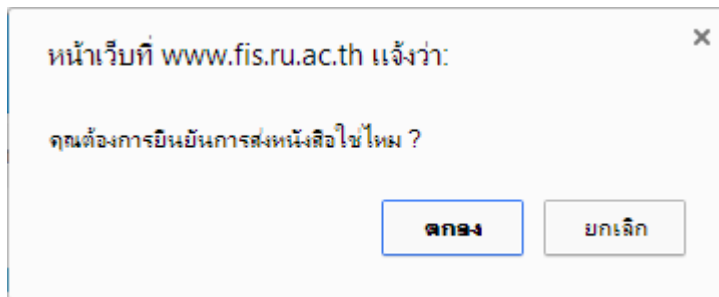 หน้าเว็บที่ www.fis.ru.ac.th แจ้งว่า:
คุณต้องการยืนยันการส่งหนังสือใช่ไหม ?
ตกลง ยกเลิก